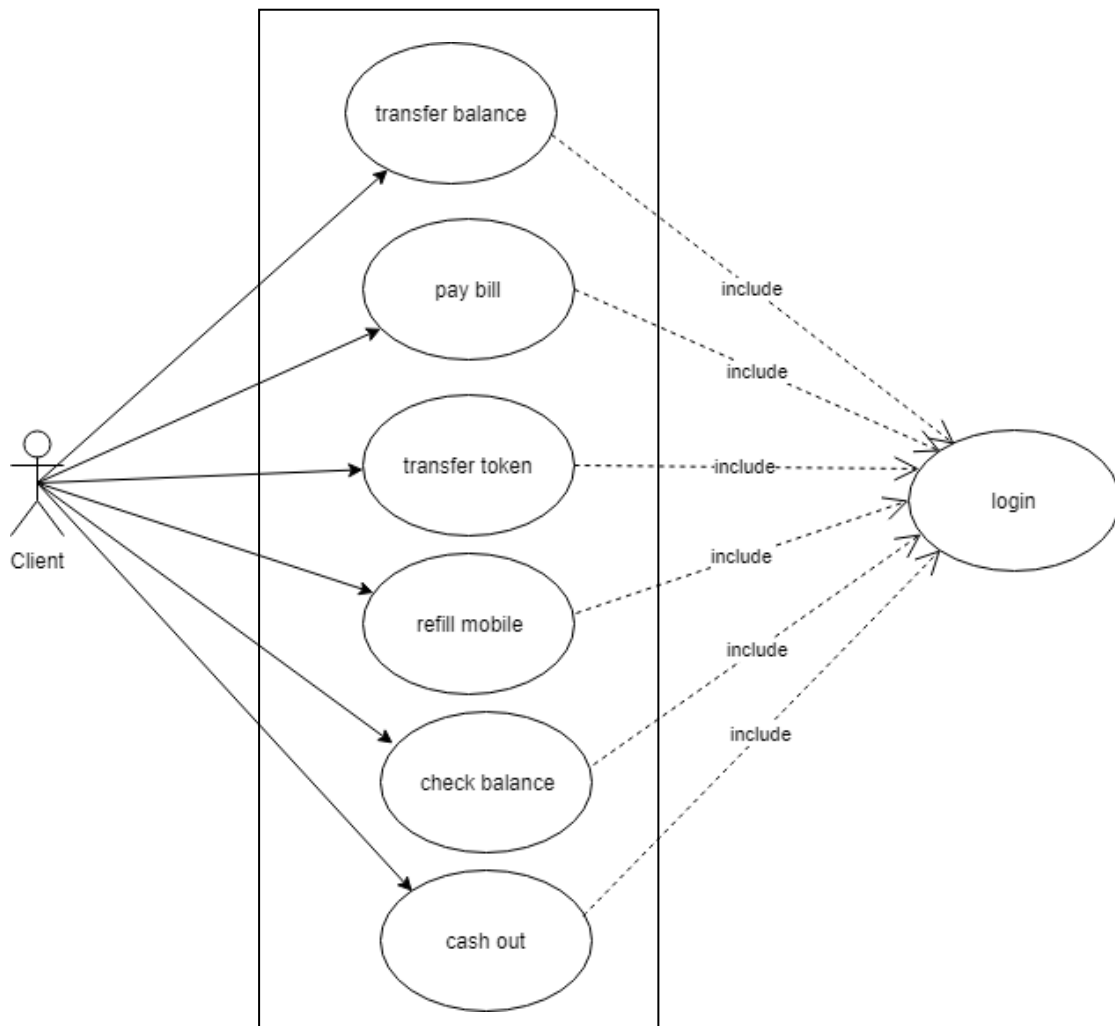 transfer balance
include
pay bill
include
Client
transfer token
include
login
refill mobile
include
check balance
include
cash out
include